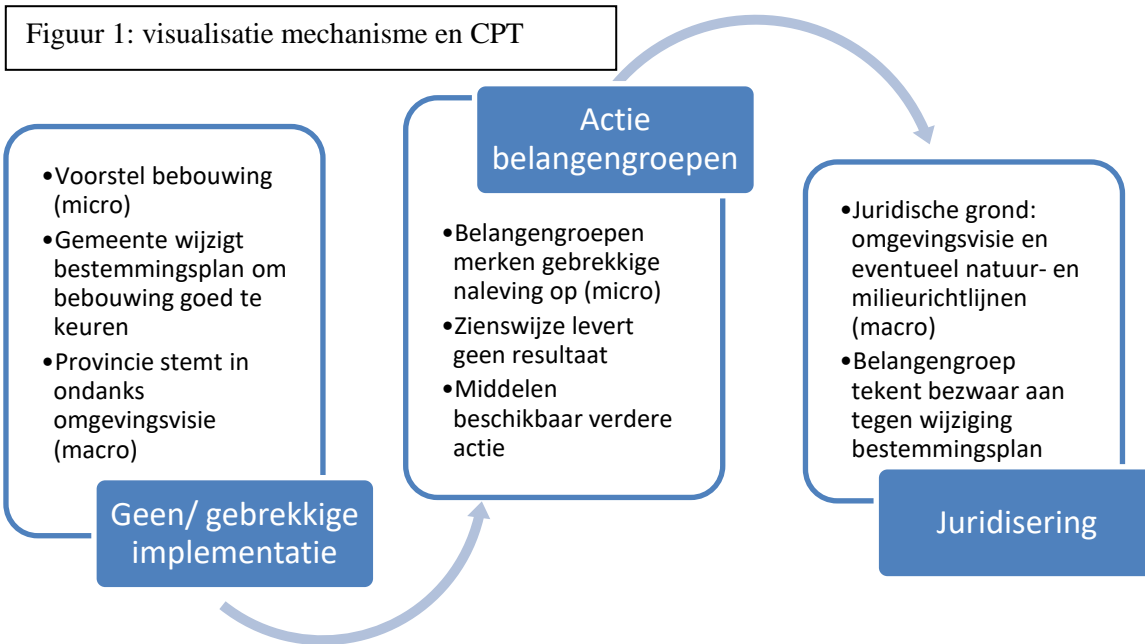 Figuur 1: visualisatie mechanisme en CPT
•Voorstel bebouwing
(micro)
•Gemeente wijzigt
bestemmingsplan om
bebouwing goed te
keuren
•Provincie stemt in
ondanks
omgevingsvisie
(macro)
Geen/ gebrekkige
implementatie
Actie
belangengroepen
•Belangengroepen
merken gebrekkige
naleving op (micro)
•Zienswijze levert
geen resultaat
•Middelen
beschikbaar verdere
actie
•Juridische grond:
omgevingsvisie en
eventueel natuur- en
milieurichtlijnen
(macro)
•Belangengroep
tekent bezwaar aan
tegen wijziging
bestemmingsplan
Juridisering